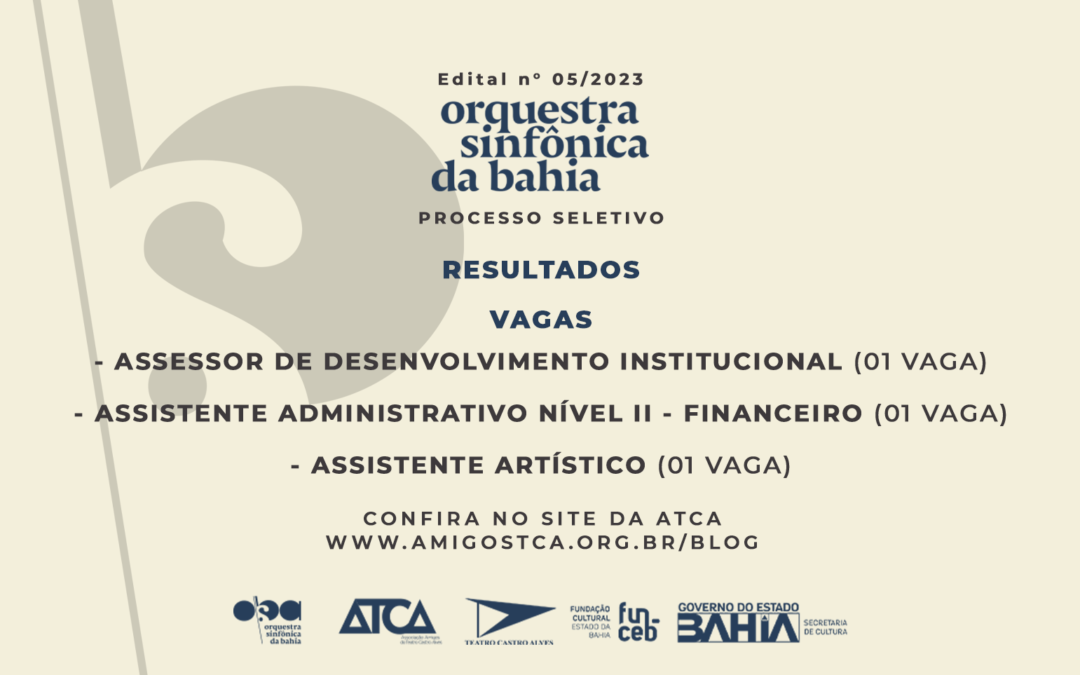 Edital nº 05/2023
orquestra
sinfônica
da bahia
PROCESSO SELETIVO
RESULTADOS
VAGAS
- ASSESSOR DE DESENVOLVIMENTO INSTITUCIONAL (01 VAGA)
- ASSISTENTE ADMINISTRATIVO NÍVEL II - FINANCEIRO (01 VAGA)
- ASSISTENTE ARTÍSTICO (01 VAGA)
CONFIRA NO SITE DA ATCA
WWW.AMIGOSTCA.ORG.BR/BLOG
orquestra
sinfônica
da bahia
ATCA
TEATRO CASTRO ALVES
FUNDAÇÃO
CULTURAL
ESTADO DA
BAHIA
fun-
ceb
GOVERNO DO ESTADO
BAHIA
SECRETARIA
DE CULTURA